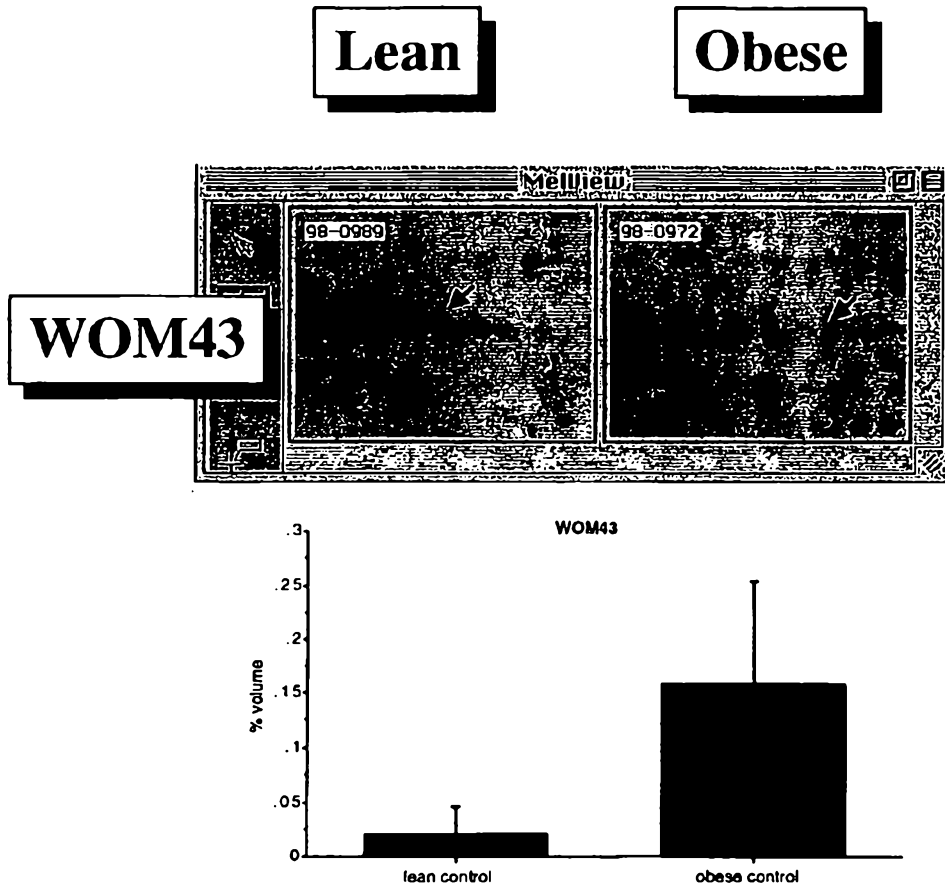 Lean
Obese
MelView
98-0989
98-0972
WOM43
WOM43
.3
.25
.2
.15
.1
.05
0
% volume
lean control
obese control